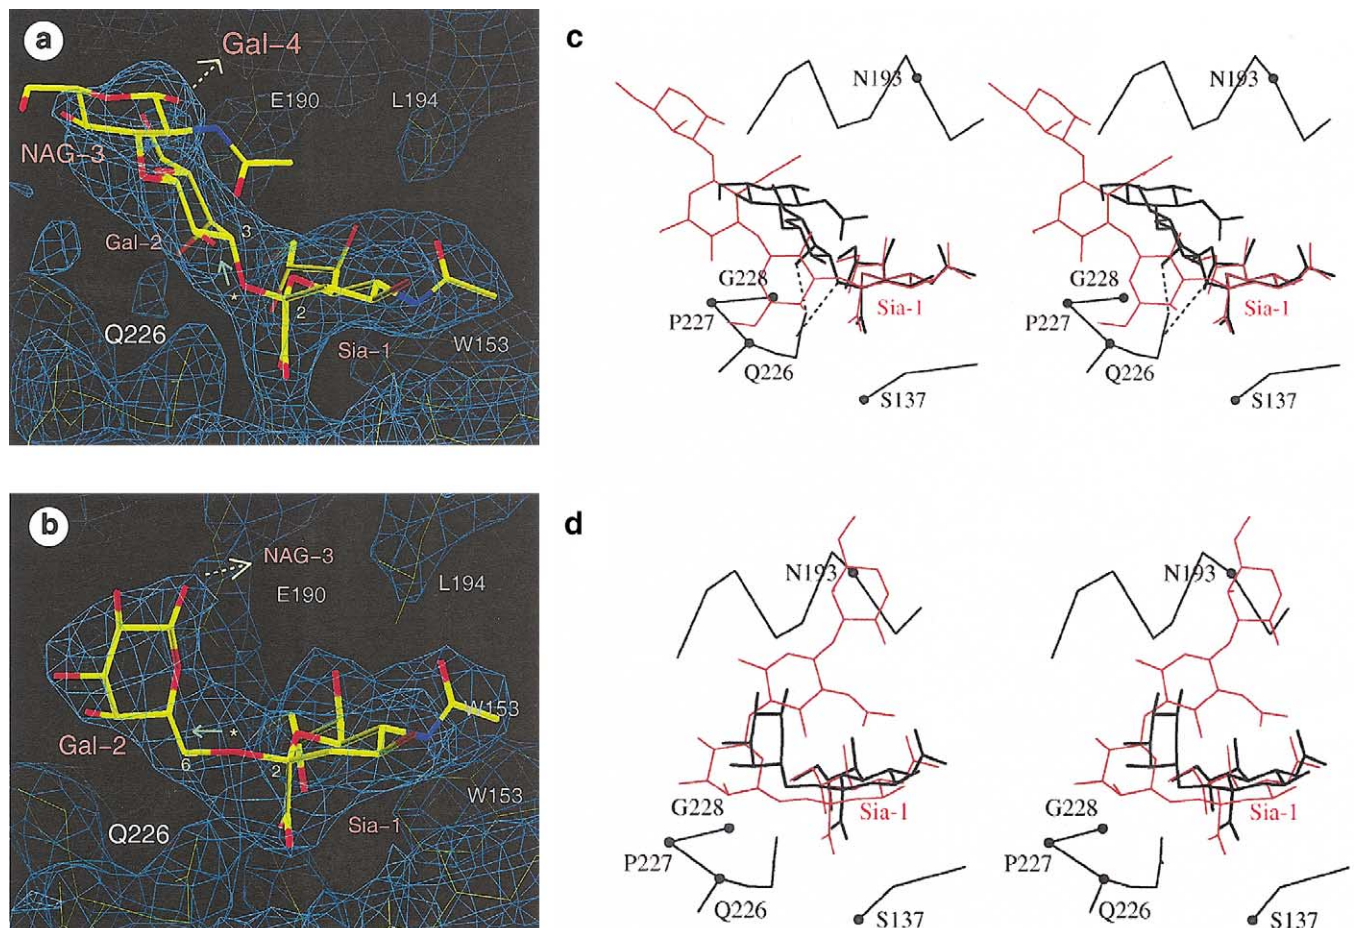 a
Gal-4
E190
L194
NAG-3
Gal-2
3
*
2
Q226
Sia-1
W153
c
N193
N193
G228
Sia-1
P227
Q226
S137
G228
Sia-1
P227
Q226
S137
b
NAG-3
E190
L194
W153
Gal-2
*
6
2
W153
Q226
Sia-1
d
N193
N193
G228
Sia-1
P227
Q226
S137
G228
Sia-1
P227
Q226
S137